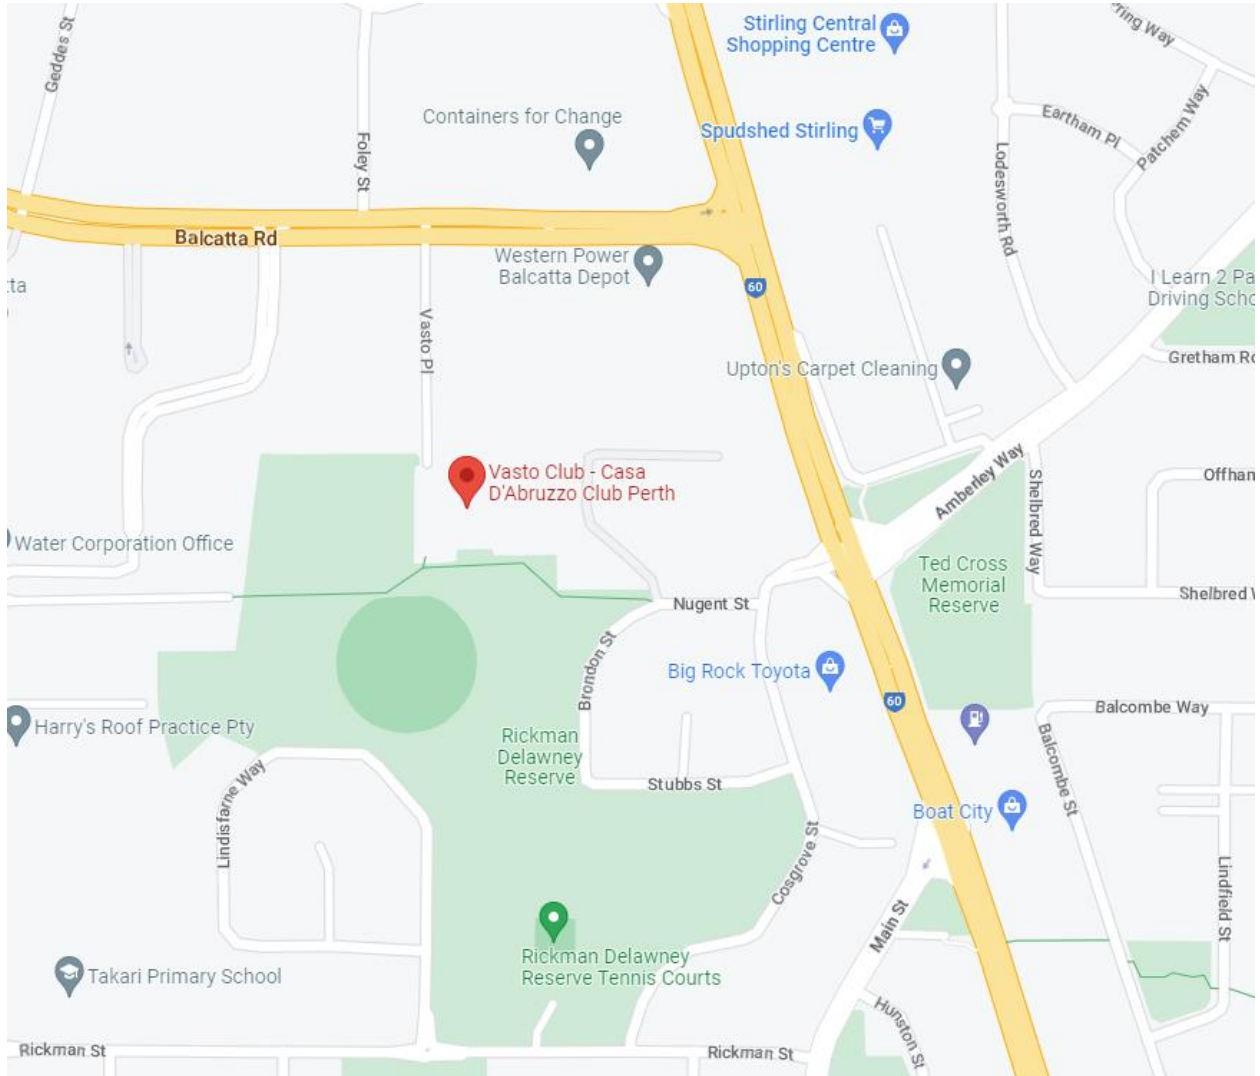 Geddes St
Stirling Central
Shopping Centre
ring Way
Containers for Change
Spudshed Stirling
Eartham Pl
Patchem Way
Foley St
Lodesworth Rd
Balcatta Rd
Western Power
Balcatta Depot
60
tta
I Learn 2 Pa
Driving Scho
Vasto Pl
Upton's Carpet Cleaning
Gretham Ro
Vasto Club - Casa
D'Abruzzo Club Perth
Amberley Way
Shelbred Way
Offhan
Water Corporation Office
Ted Cross
Memorial
Reserve
Nugent St
Shelbred W
Brondon St
Big Rock Toyota
60
Balcombe Way
Harry's Roof Practice Pty
Rickman
Delawney
Reserve
Balcombe St
Stubbs St
Lindisfarne Way
Boat City
Cosgrove St
Lindfield St
Main St
Rickman Delawney
Reserve Tennis Courts
Takari Primary School
Hunston St
Rickman St
Rickman St